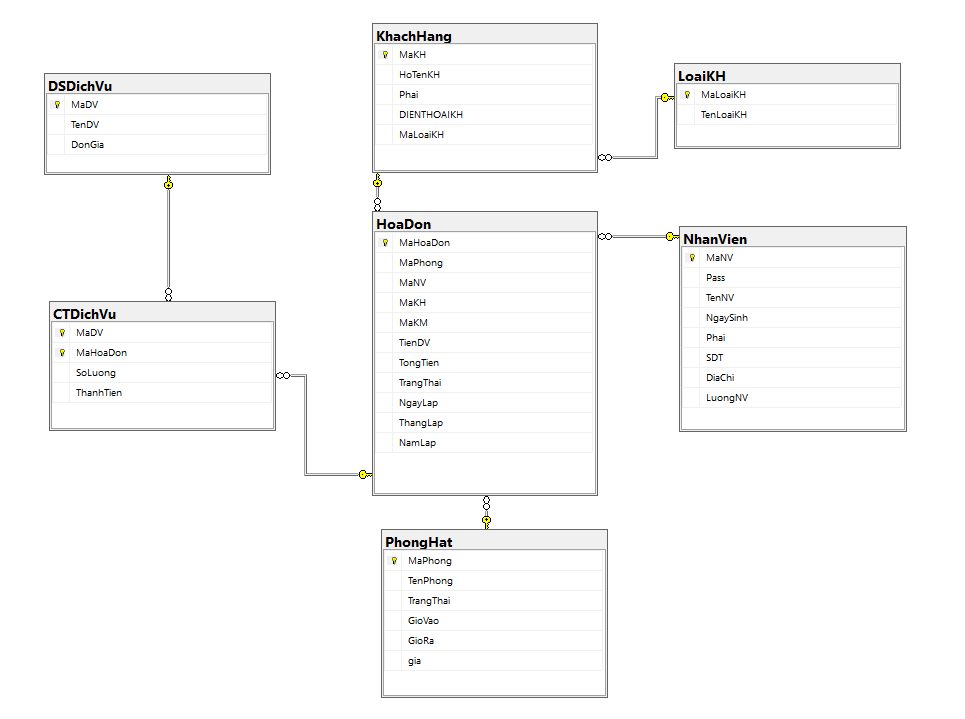 KhachHang
MaKH
HoTenKH
Phai
DIENTHOAIKH
MaLoaiKH
LoaiKH
MaLoaiKH
TenLoaiKH
DSDichVu
MaDV
TenDV
DonGia
HoaDon
MaHoaDon
MaPhong
MaNV
MaKH
MaKM
TienDV
TongTien
TrangThai
NgayLap
ThangLap
NamLap
NhanVien
MaNV
Pass
TenNV
NgaySinh
Phai
SDT
DiaChi
LuongNV
CTDichVu
MaDV
MaHoaDon
SoLuong
ThanhTien
PhongHat
MaPhong
TenPhong
TrangThai
GioVao
GioRa
gia